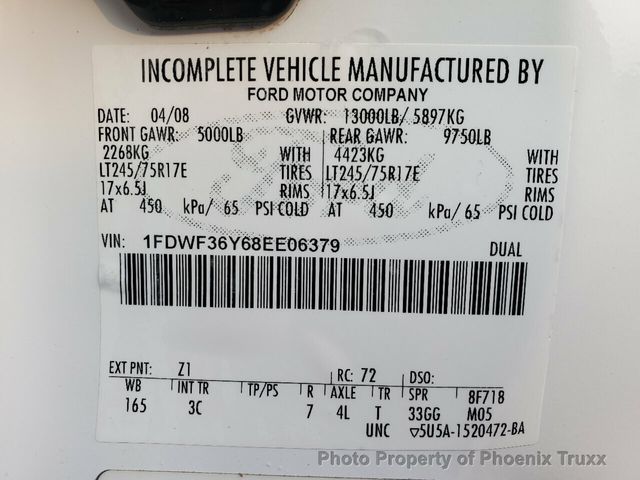 INCOMPLETE VEHICLE MANUFACTURED BY
FORD MOTOR COMPANY
DATE: 04/08 GVWR: 13000LB/ 5897KG
FRONT GAWR: 5000LB REAR GAWR: 9750LB
2268KG WITH 4423KG WITH
LT245/75R17E TIRES LT245/75R17E TIRES
17x6.5J RIMS 17x6.5J RIMS
AT 450 kPa/ 65 PSI COLD AT 450 kPa/ 65 PSI COLD
VIN: 1FDWF36Y68EE06379 DUAL
EXT PNT: Z1 RC: 72 DSO:
WB INT TR TP/PS R AXLE TR SPR 8F718
165 3C 7 4L T 33GG M05
UNC ▽5U5A-1520472-BA
Photo Property of Phoenix Truxx